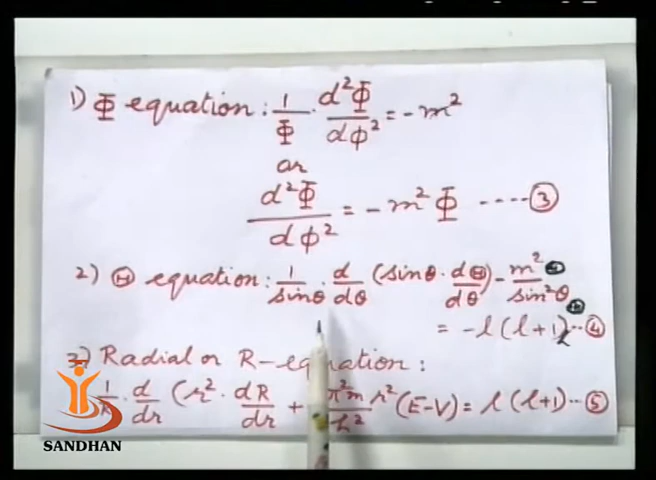 1) Φ equation: 1/Φ · d²Φ/dϕ² = -m²
or
d²Φ/dϕ² = -m² Φ ---- ③
2) Θ equation: 1/sinθ · d/dθ (sinθ · dΘ/dθ) - m²Θ/sin²θ
= -l(l+1) Θ -- ④
3) Radial or R-equation:
1/R · d/dr (r² · dR/dr + π²m/h² r² (E-V) = l(l+1) -- ⑤
SANDHAN